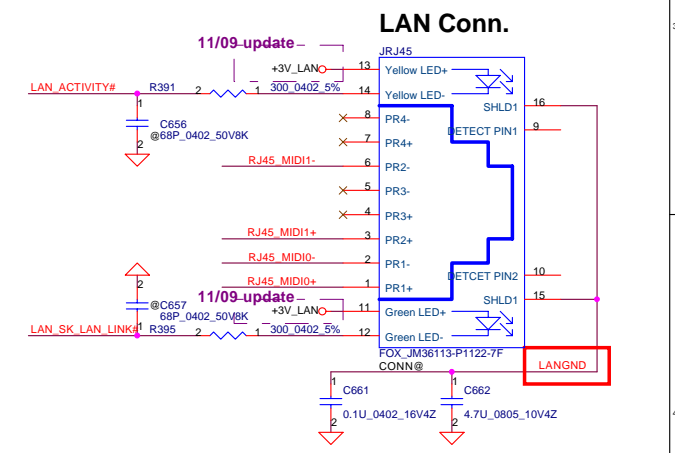 LAN Conn.
11/09 update
JRJ45
+3V_LAN
13
Yellow LED+
LAN_ACTIVITY#
R391
2
1
300_0402_5%
14
Yellow LED-
1
C656
@68P_0402_50V8K
2
SHLD1
16
8
PR4-
DETECT PIN1
9
7
PR4+
RJ45_MIDI1-
6
PR2-
5
PR3-
4
PR3+
RJ45_MIDI1+
3
PR2+
RJ45_MIDI0-
2
PR1-
DETCET PIN2
10
RJ45_MIDI0+
1
PR1+
2
11/09 update
SHLD1
15
@C657
68P_0402_50V8K
+3V_LAN
11
Green LED+
1
LAN_SK_LAN_LINK#
R395
2
1
300_0402_5%
12
Green LED-
FOX_JM36113-P1122-7F
CONN@
LANGND
1
C661
0.1U_0402_16V4Z
2
1
C662
4.7U_0805_10V4Z
2
3
4